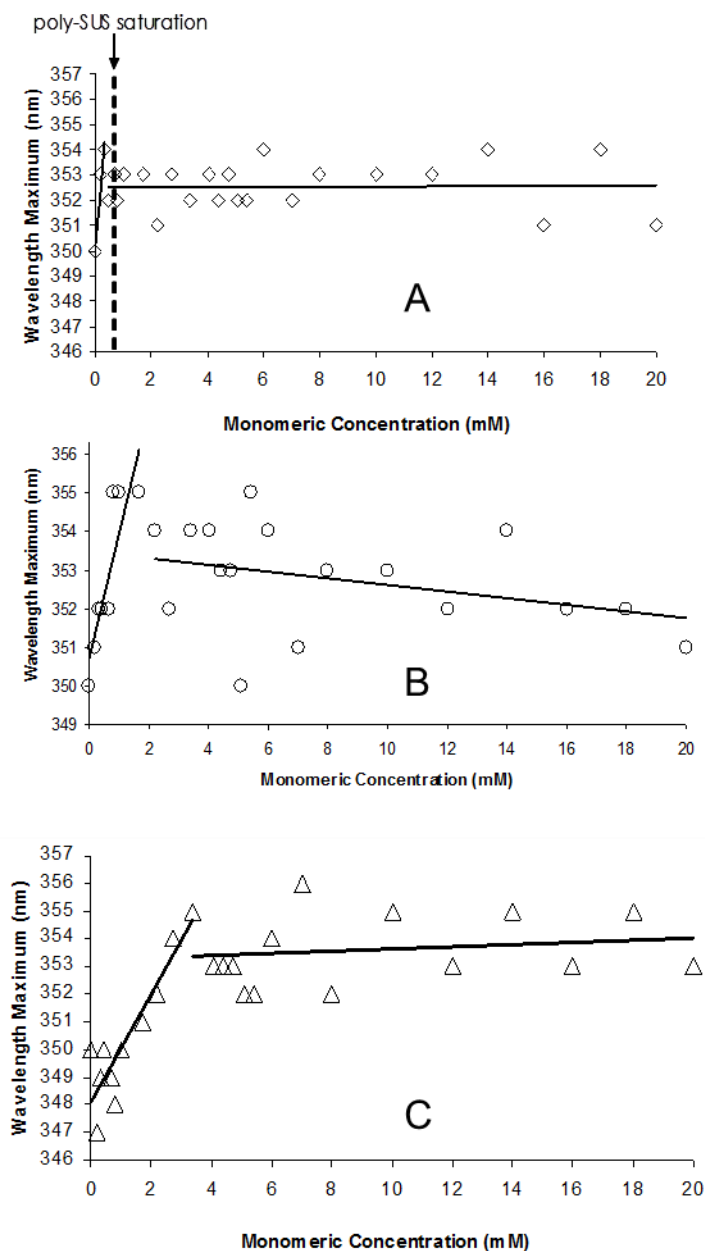 poly-SUS saturation
357
356
355
354
353
352
351
350
349
348
347
346
Wavelength Maximum (nm)
A
0 2 4 6 8 10 12 14 16 18 20
Monomeric Concentration (mM)
356
355
354
353
352
351
350
349
Wavelength Maximum (nm)
B
0 2 4 6 8 10 12 14 16 18 20
Monomeric Concentration (mM)
357
356
355
354
353
352
351
350
349
348
347
346
Wavelength Maximum (nm)
C
0 2 4 6 8 10 12 14 16 18 20
Monomeric Concentration (mM)